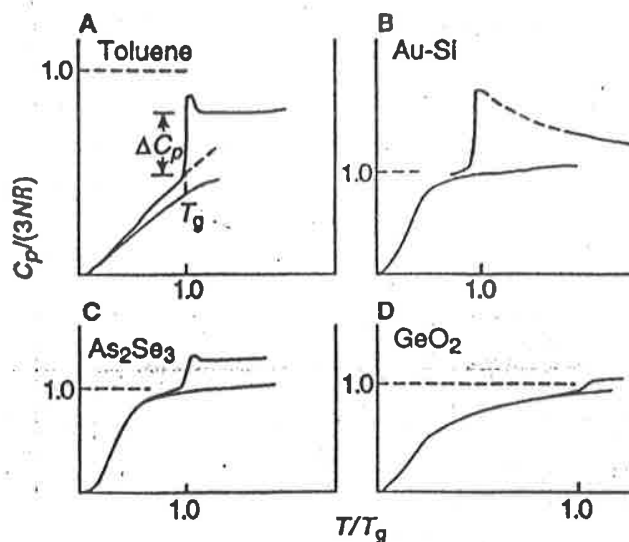 A
Toluene
1.0
ΔCp
Tg
1.0
B
Au-Si
1.0
1.0
Cp/(3NR)
C
As2Se3
1.0
1.0
D
GeO2
1.0
1.0
T/Tg